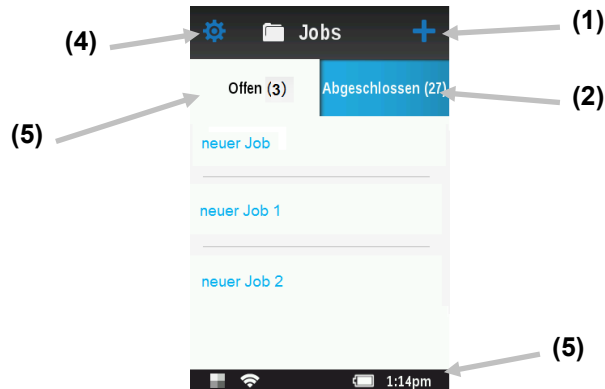 (1)
(4)
Jobs
Offen (3)
Abgeschlossen (27)
(2)
(5)
neuer Job
neuer Job 1
neuer Job 2
(5)
1:14pm